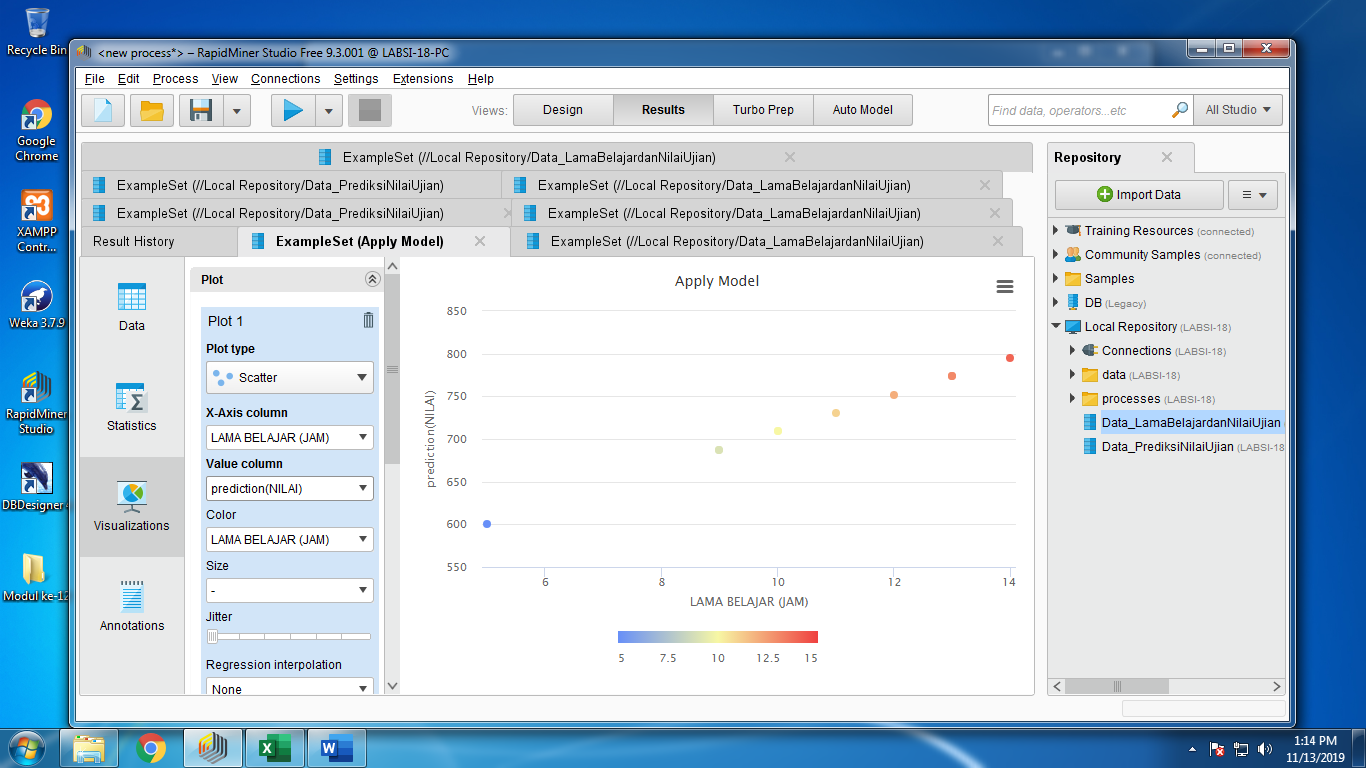 Recycle Bin
Google
Chrome
XAMPP
Contr...
Weka 3.7.9
RapidMiner
Studio
DBDesigner
Modul ke-12
<new process*> – RapidMiner Studio Free 9.3.001 @ LABSI-18-PC
File Edit Process View Connections Settings Extensions Help
Views: Design Results Turbo Prep Auto Model
Find data, operators...etc All Studio
ExampleSet (//Local Repository/Data_LamaBelajardanNilaiUjian)
ExampleSet (//Local Repository/Data_PrediksiNilaiUjian) ExampleSet (//Local Repository/Data_LamaBelajardanNilaiUjian)
ExampleSet (//Local Repository/Data_PrediksiNilaiUjian) ExampleSet (//Local Repository/Data_LamaBelajardanNilaiUjian)
Result History ExampleSet (Apply Model) ExampleSet (//Local Repository/Data_LamaBelajardanNilaiUjian)
Data
Statistics
Visualizations
Annotations
Plot
Plot 1
Plot type
Scatter
X-Axis column
LAMA BELAJAR (JAM)
Value column
prediction(NILAI)
Color
LAMA BELAJAR (JAM)
Size
-
Jitter
Regression interpolation
None
Apply Model
prediction(NILAI)
850
800
750
700
650
600
550
6 8 10 12 14
LAMA BELAJAR (JAM)
5 7.5 10 12.5 15
Repository
Import Data
Training Resources (connected)
Community Samples (connected)
Samples
DB (Legacy)
Local Repository (LABSI-18)
Connections (LABSI-18)
data (LABSI-18)
processes (LABSI-18)
Data_LamaBelajardanNilaiUjian
Data_PrediksiNilaiUjian (LABSI-18
1:14 PM
11/13/2019